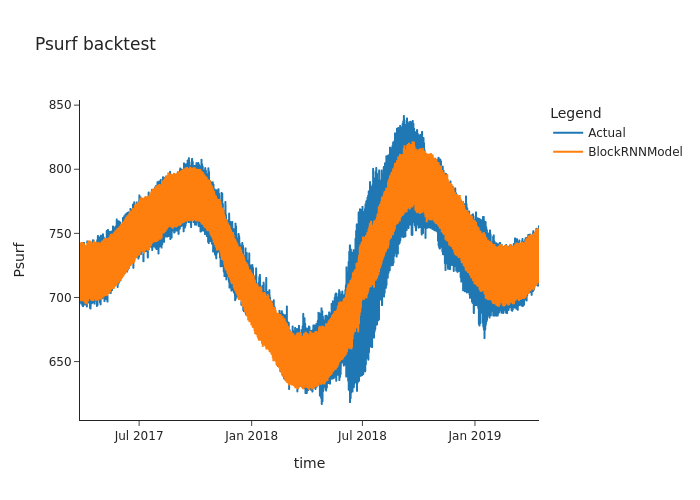 Psurf backtest
Legend
Actual
BlockRNNModel
Psurf
850
800
750
700
650
Jul 2017
Jan 2018
Jul 2018
Jan 2019
time